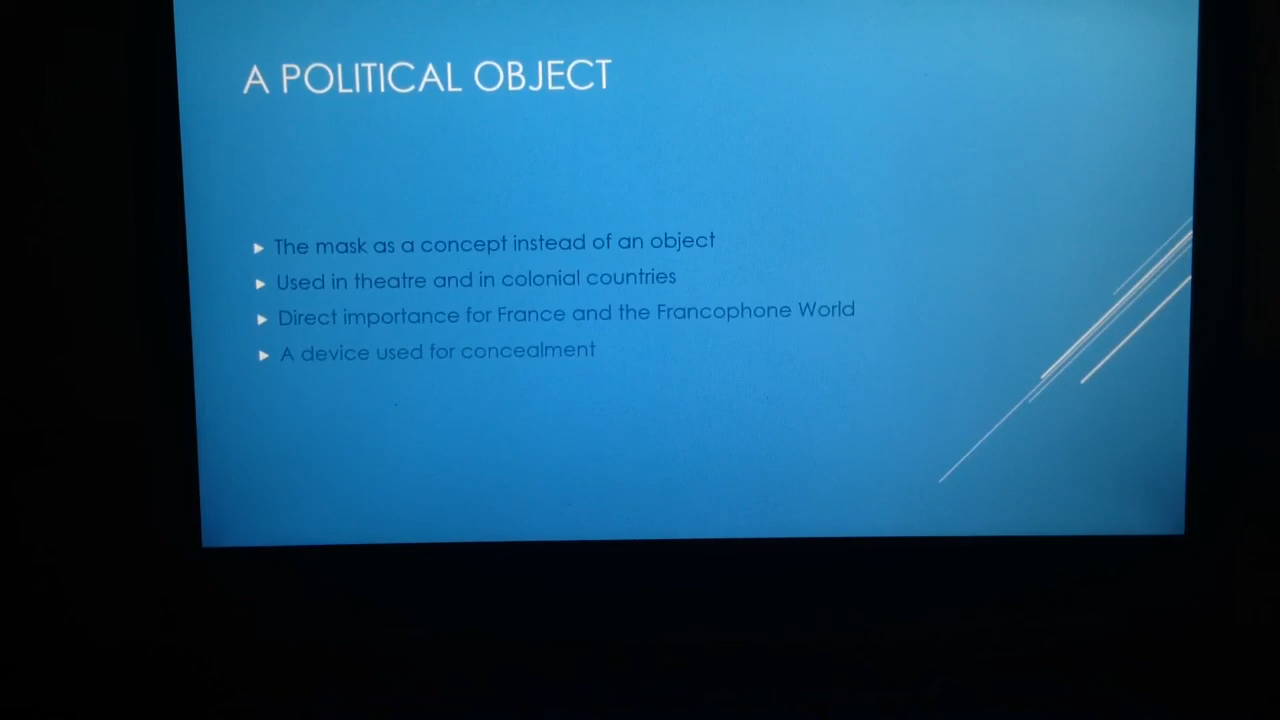 A POLITICAL OBJECT
The mask as a concept instead of an object
Used in theatre and in colonial countries
Direct importance for France and the Francophone World
A device used for concealment